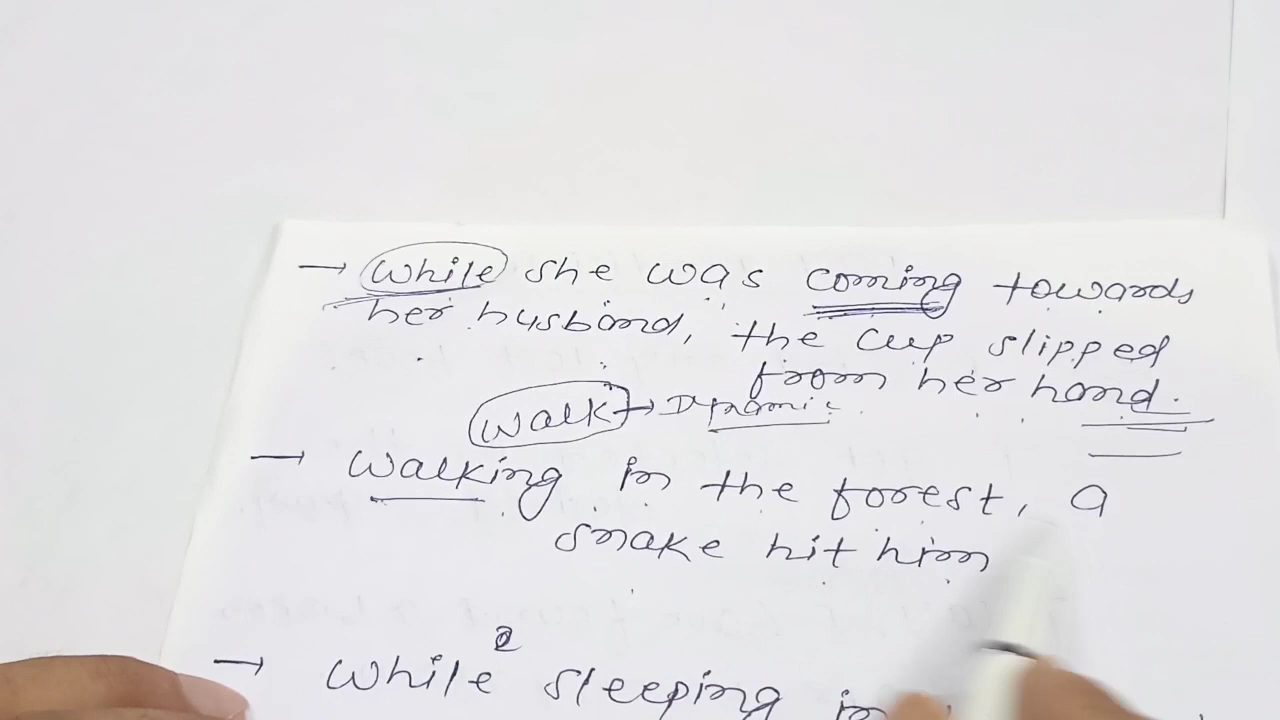 → While she was coming towards
her husband, the cup slipped
from her hand.
walk → Dynamic
→ Walking in the forest, a
snake hit him
→ While sleeping in